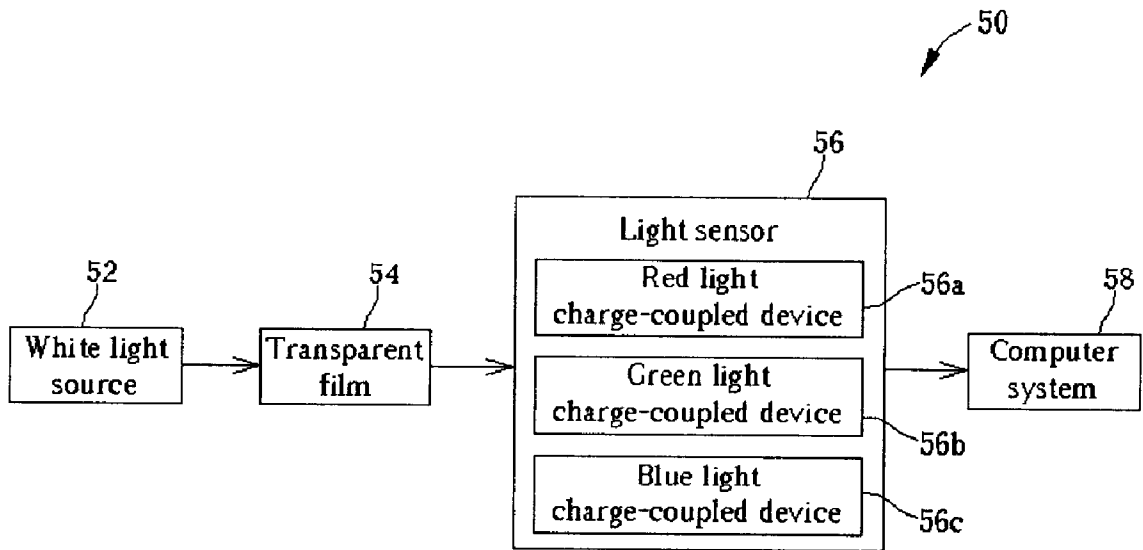 50
56
Light sensor
52
54
Red light
charge-coupled device
56a
58
White light
source
Transparent
film
Green light
charge-coupled device
56b
Computer
system
Blue light
charge-coupled device
56c